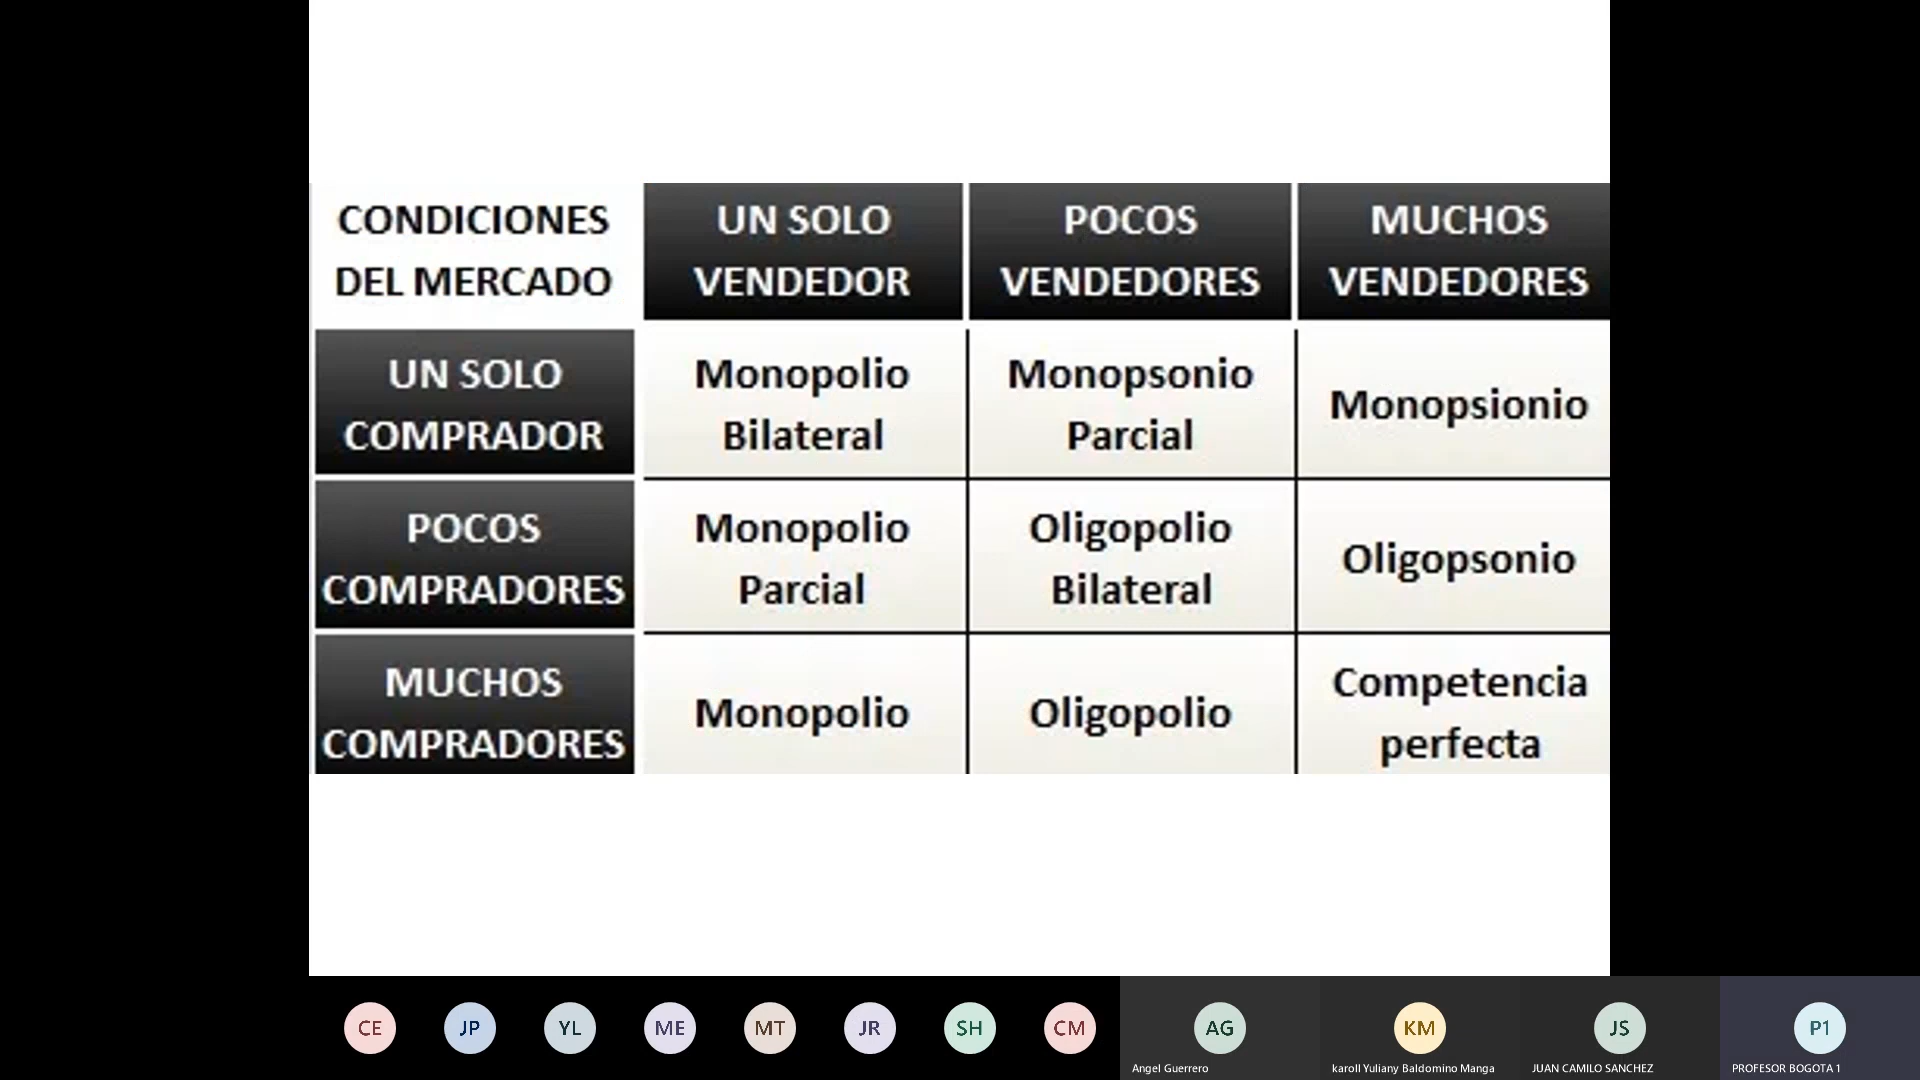 CONDICIONES
DEL MERCADO
UN SOLO
VENDEDOR
POCOS
VENDEDORES
MUCHOS
VENDEDORES
UN SOLO
COMPRADOR
Monopolio
Bilateral
Monopsonio
Parcial
Monopsionio
POCOS
COMPRADORES
Monopolio
Parcial
Oligopolio
Bilateral
Oligopsonio
MUCHOS
COMPRADORES
Monopolio
Oligopolio
Competencia
perfecta
CE
JP
YL
ME
MT
JR
SH
CM
AG
Angel Guerrero
KM
karoll Yuliany Baldomino Manga
JS
JUAN CAMILO SANCHEZ
P1
PROFESOR BOGOTA 1